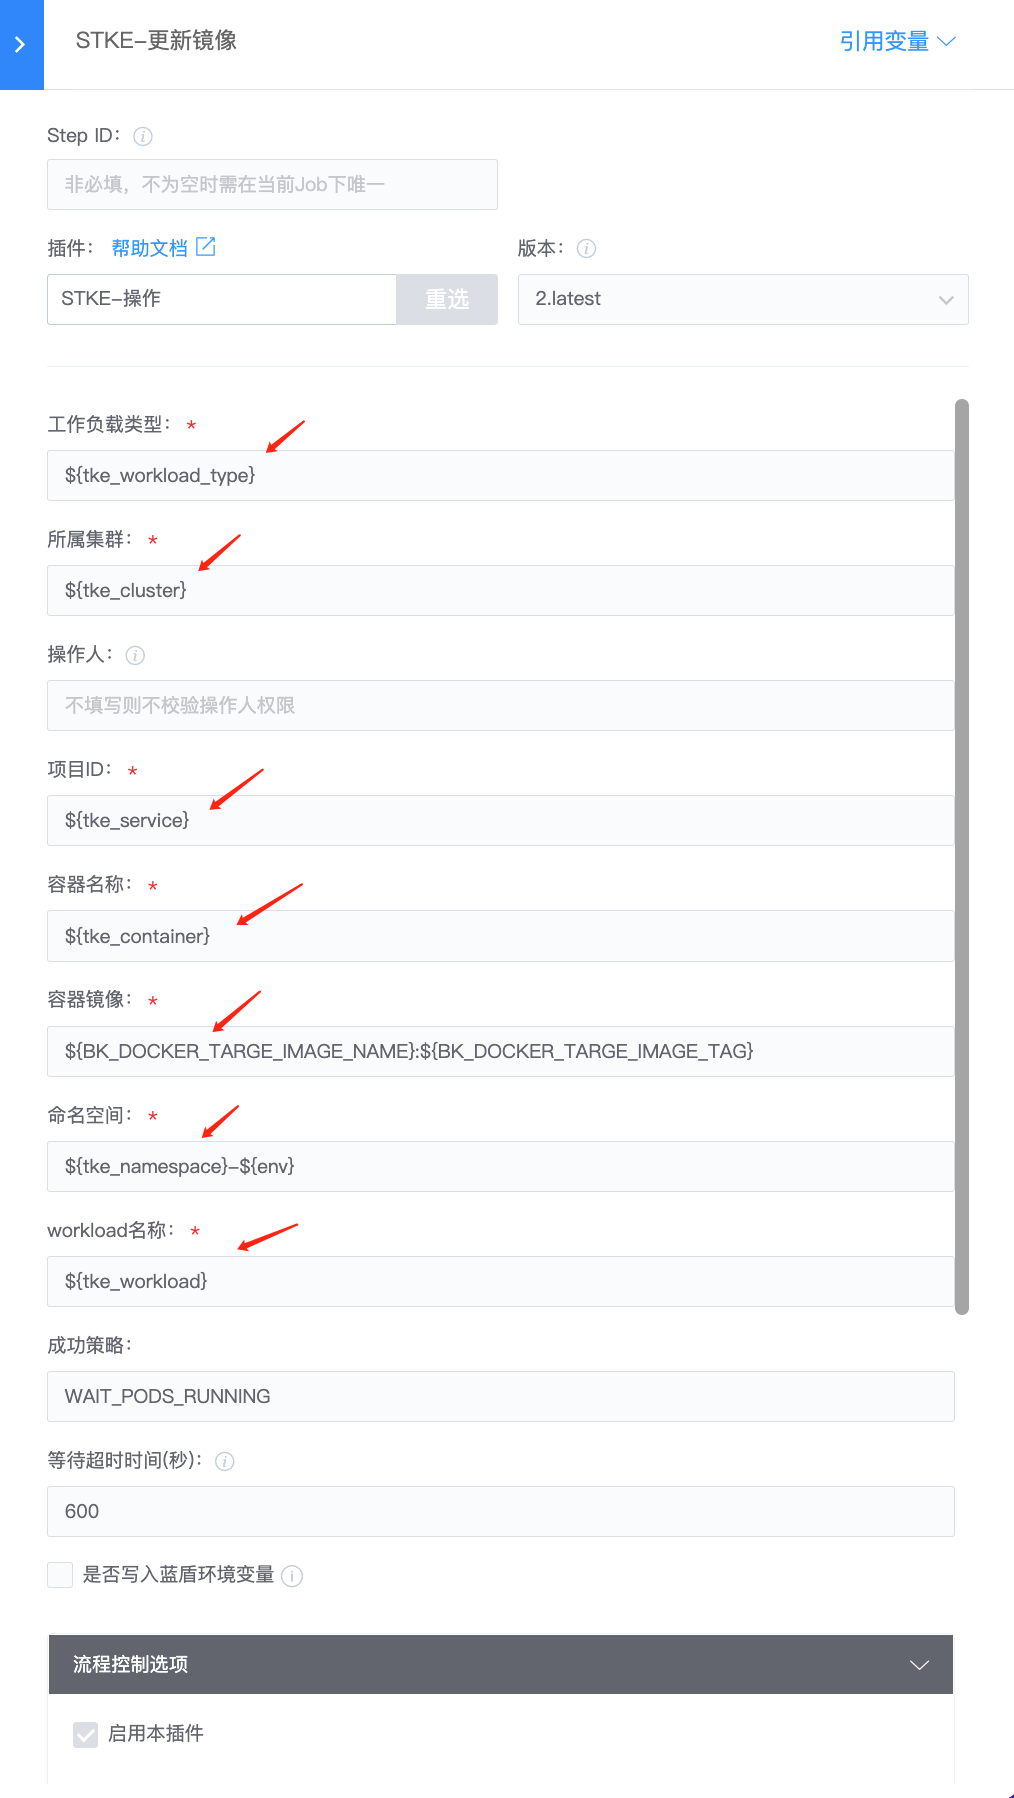 STKE-更新镜像
引用变量
Step ID：
非必填，不为空时需在当前Job下唯一
插件： 帮助文档
版本：
STKE-操作 重选
2.latest
工作负载类型： *
${tke_workload_type}
所属集群： *
${tke_cluster}
操作人：
不填写则不校验操作人权限
项目ID： *
${tke_service}
容器名称： *
${tke_container}
容器镜像： *
${BK_DOCKER_TARGE_IMAGE_NAME}:${BK_DOCKER_TARGE_IMAGE_TAG}
命名空间： *
${tke_namespace}-${env}
workload名称： *
${tke_workload}
成功策略：
WAIT_PODS_RUNNING
等待超时时间(秒)：
600
是否写入蓝盾环境变量
流程控制选项
启用本插件